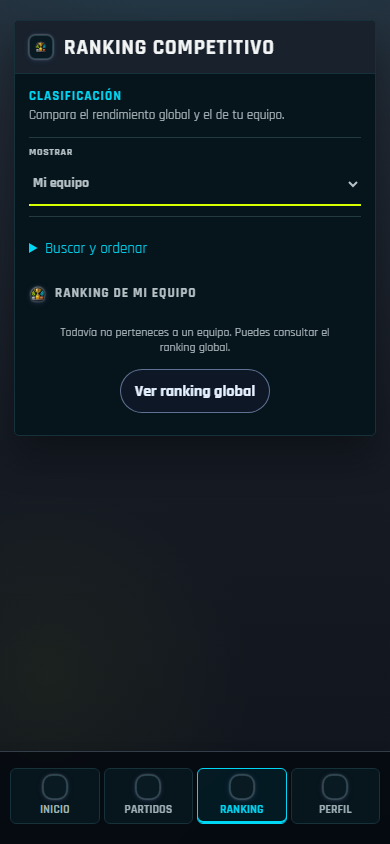 RANKING COMPETITIVO
CLASIFICACIÓN
Compara el rendimiento global y el de tu equipo.
MOSTRAR
Mi equipo
Buscar y ordenar
RANKING DE MI EQUIPO
Todavía no perteneces a un equipo. Puedes consultar el
ranking global.
Ver ranking global
INICIO
PARTIDOS
RANKING
PERFIL